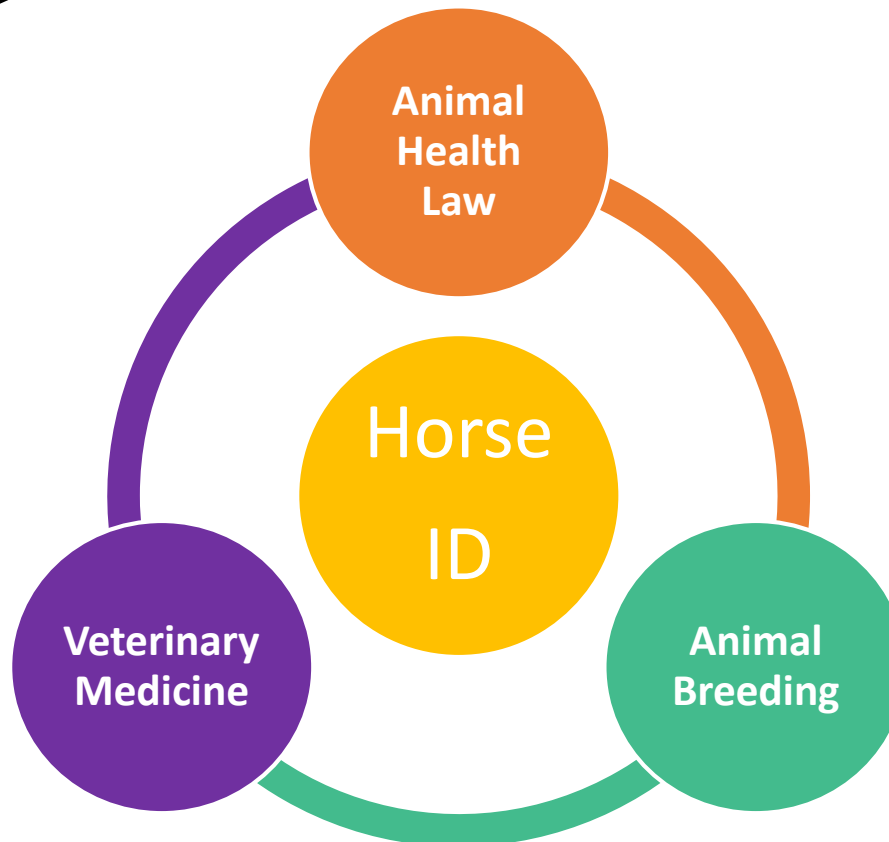 Animal
Health
Law
Horse
ID
Veterinary
Medicine
Animal
Breeding